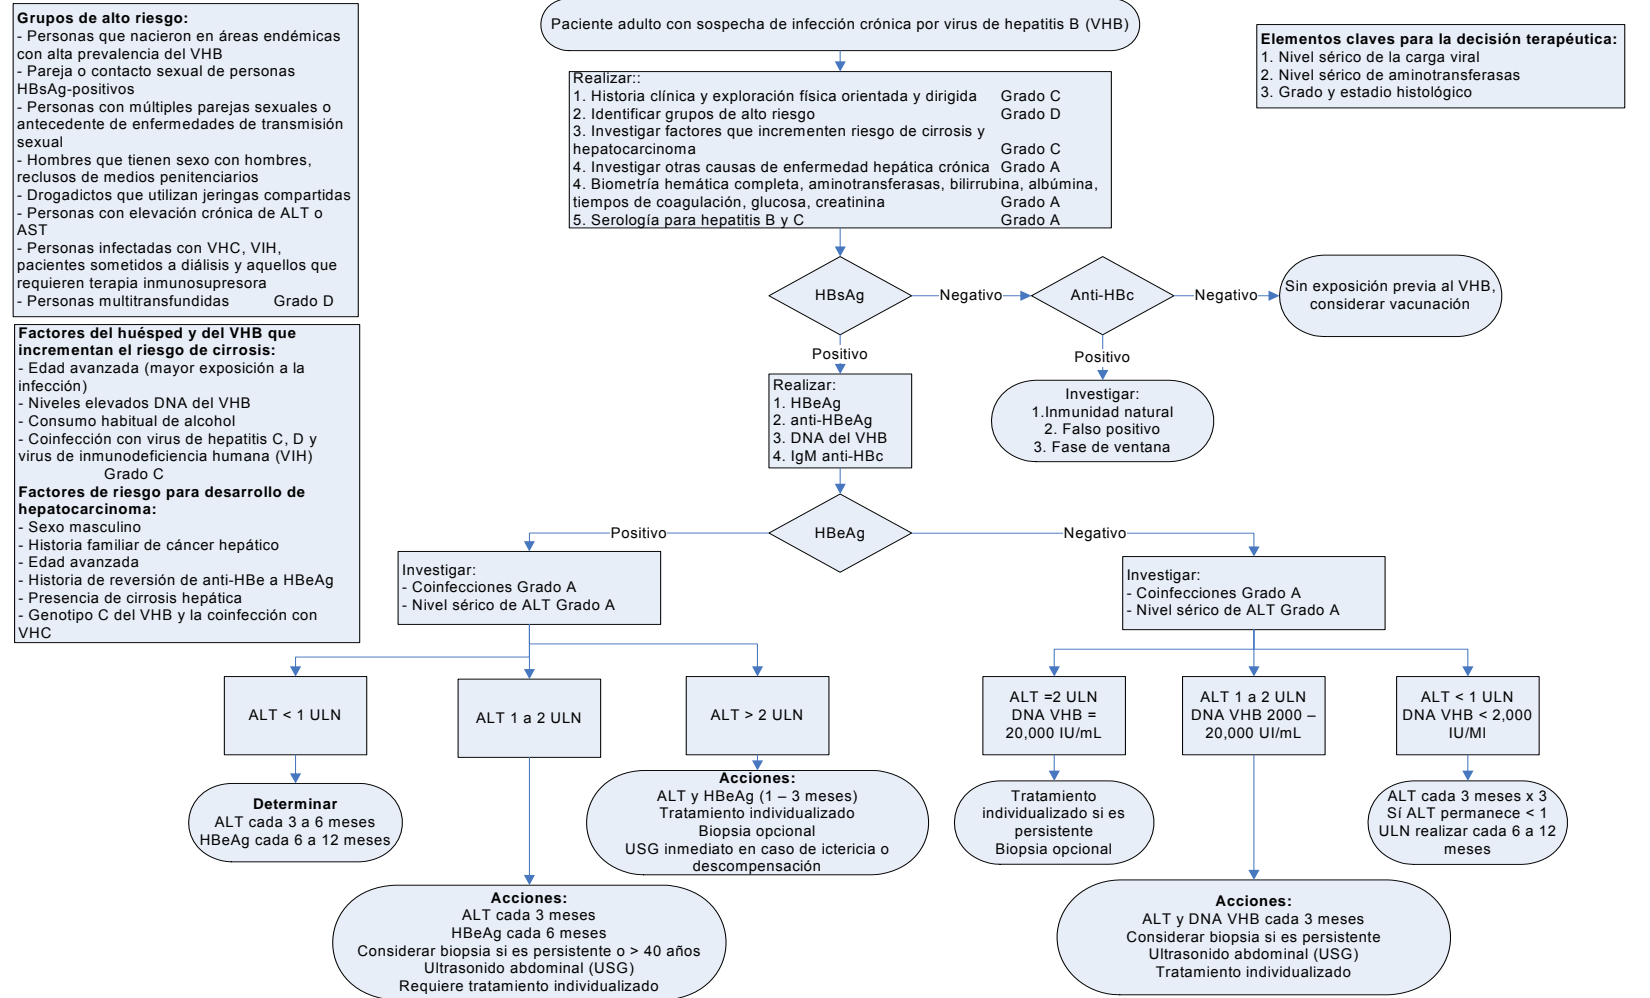 Grupos de alto riesgo:
- Personas que nacieron en áreas endémicas
con alta prevalencia del VHB
- Pareja o contacto sexual de personas
HBsAg-positivos
- Personas con múltiples parejas sexuales o
antecedente de enfermedades de transmisión
sexual
- Hombres que tienen sexo con hombres,
reclusos de medios penitenciarios
- Drogadictos que utilizan jeringas compartidas
- Personas con elevación crónica de ALT o
AST
- Personas infectadas con VHC, VIH,
pacientes sometidos a diálisis y aquellos que
requieren terapia inmunosupresora
- Personas multitransfundidas Grado D
Factores del huésped y del VHB que
incrementan el riesgo de cirrosis:
- Edad avanzada (mayor exposición a la
infección)
- Niveles elevados DNA del VHB
- Consumo habitual de alcohol
- Coinfección con virus de hepatitis C, D y
virus de inmunodeficiencia humana (VIH)
Grado C
Factores de riesgo para desarrollo de
hepatocarcinoma:
- Sexo masculino
- Historia familiar de cáncer hepático
- Edad avanzada
- Historia de reversión de anti-HBe a HBeAg
- Presencia de cirrosis hepática
- Genotipo C del VHB y la coinfección con
VHC
Paciente adulto con sospecha de infección crónica por virus de hepatitis B (VHB)
Realizar::
1. Historia clínica y exploración física orientada y dirigida Grado C
2. Identificar grupos de alto riesgo Grado D
3. Investigar factores que incrementen riesgo de cirrosis y
hepatocarcinoma Grado C
4. Investigar otras causas de enfermedad hepática crónica Grado A
4. Biometría hemática completa, aminotransferasas, bilirrubina, albúmina,
tiempos de coagulación, glucosa, creatinina Grado A
5. Serología para hepatitis B y C Grado A
Elementos claves para la decisión terapéutica:
1. Nivel sérico de la carga viral
2. Nivel sérico de aminotransferasas
3. Grado y estadio histológico
HBsAg
Negativo
Anti-HBc
Negativo
Sin exposición previa al VHB,
considerar vacunación
Positivo
Positivo
Realizar:
1. HBeAg
2. anti-HBeAg
3. DNA del VHB
4. IgM anti-HBc
Investigar:
1.Inmunidad natural
2. Falso positivo
3. Fase de ventana
Positivo
HBeAg
Negativo
Investigar:
- Coinfecciones Grado A
- Nivel sérico de ALT Grado A
Investigar:
- Coinfecciones Grado A
- Nivel sérico de ALT Grado A
ALT < 1 ULN
ALT 1 a 2 ULN
ALT > 2 ULN
ALT =2 ULN
DNA VHB =
20,000 IU/mL
ALT 1 a 2 ULN
DNA VHB 2000 –
20,000 UI/mL
ALT < 1 ULN
DNA VHB < 2,000
IU/Ml
Determinar
ALT cada 3 a 6 meses
HBeAg cada 6 a 12 meses
Acciones:
ALT y HBeAg (1 – 3 meses)
Tratamiento individualizado
Biopsia opcional
USG inmediato en caso de ictericia o
descompensación
Tratamiento
individualizado si es
persistente
Biopsia opcional
ALT cada 3 meses x 3
Sí ALT permanece < 1
ULN realizar cada 6 a 12
meses
Acciones:
ALT cada 3 meses
HBeAg cada 6 meses
Considerar biopsia si es persistente o > 40 años
Ultrasonido abdominal (USG)
Requiere tratamiento individualizado
Acciones:
ALT y DNA VHB cada 3 meses
Considerar biopsia si es persistente
Ultrasonido abdominal (USG)
Tratamiento individualizado